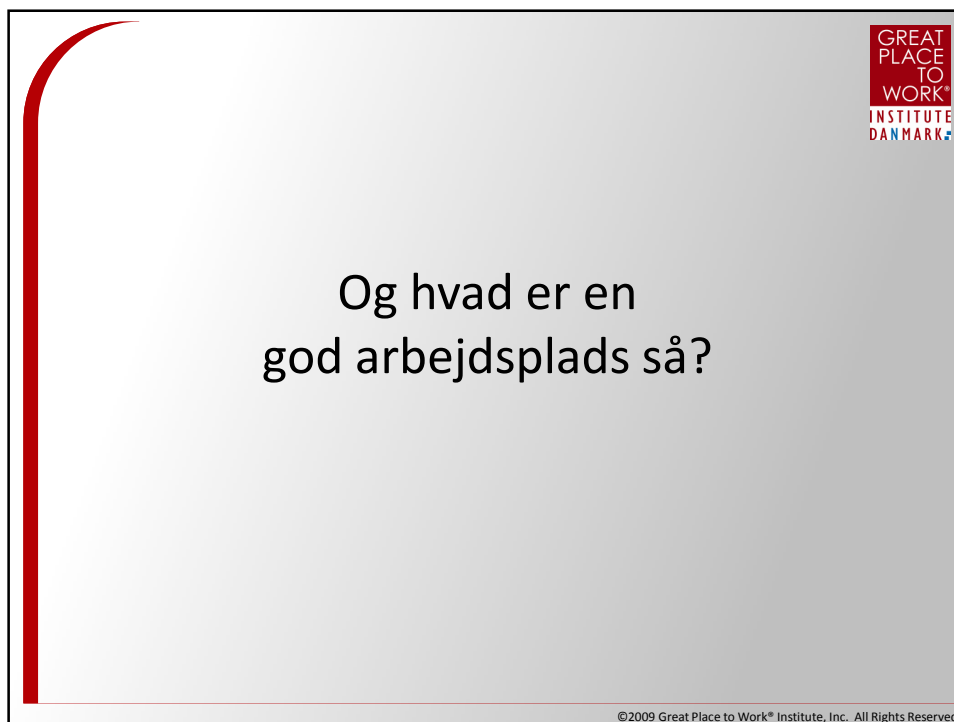 GREAT
PLACE
TO
WORK®
INSTITUTE
DANMARK
Og hvad er en
god arbejdsplads så?
©2009 Great Place to Work® Institute, Inc. All Rights Reserved